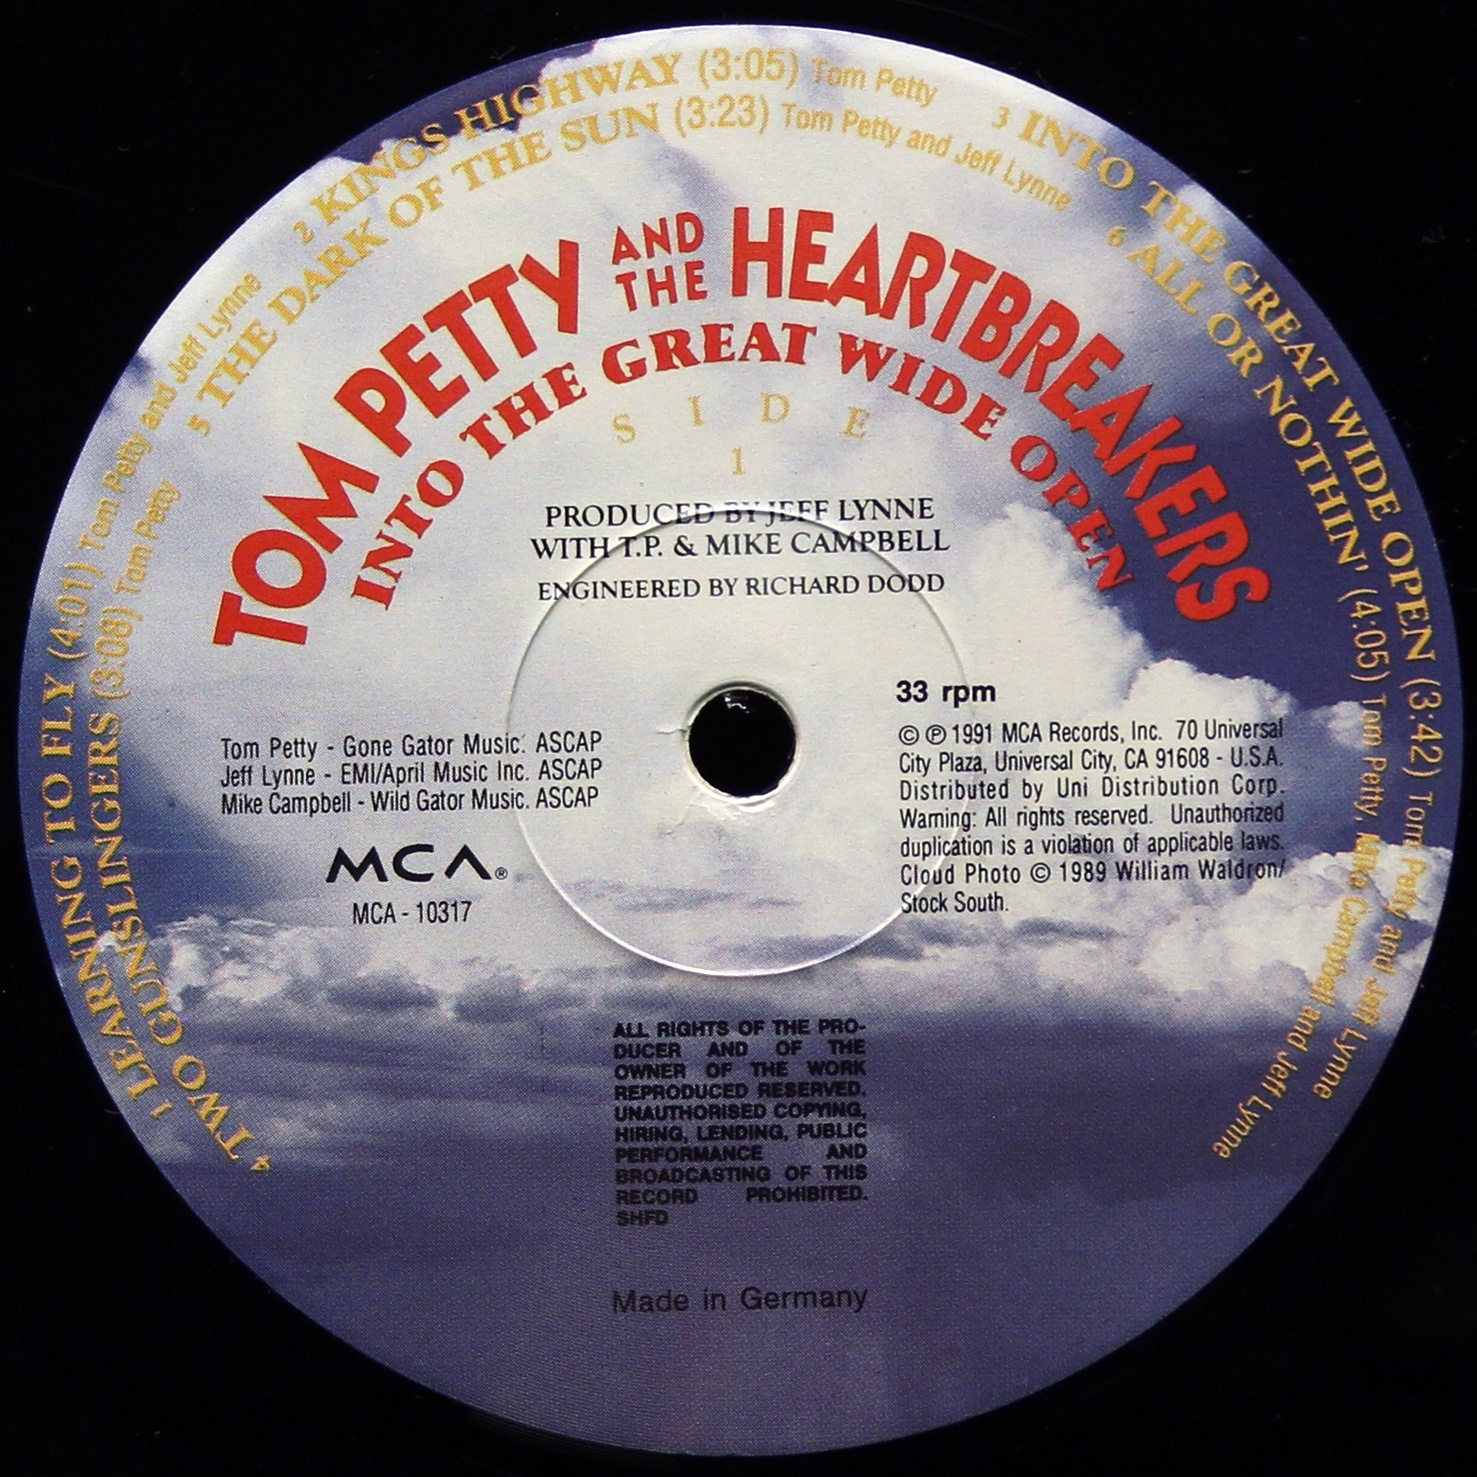 1 LEARNING TO FLY (4:01) Tom Petty and Jeff Lynne
2 KINGS HIGHWAY (3:05) Tom Petty
3 INTO THE GREAT WIDE OPEN (3:42) Tom Petty and Jeff Lynne
4 TWO GUNSLINGERS (3:08) Tom Petty
5 THE DARK OF THE SUN (3:23) Tom Petty and Jeff Lynne
6 ALL OR NOTHIN' (4:05) Tom Petty, Mike Campbell and Jeff Lynne
TOM PETTY AND THE HEARTBREAKERS
INTO THE GREAT WIDE OPEN
SIDE
1
PRODUCED BY JEFF LYNNE
WITH T.P. & MIKE CAMPBELL
ENGINEERED BY RICHARD DODD
Tom Petty - Gone Gator Music. ASCAP
Jeff Lynne - EMI/April Music Inc. ASCAP
Mike Campbell - Wild Gator Music. ASCAP
MCA®
MCA - 10317
33 rpm
© ℗ 1991 MCA Records, Inc. 70 Universal
City Plaza, Universal City, CA 91608 - U.S.A.
Distributed by Uni Distribution Corp.
Warning: All rights reserved. Unauthorized
duplication is a violation of applicable laws.
Cloud Photo © 1989 William Waldron/
Stock South.
ALL RIGHTS OF THE PRO-
DUCER AND OF THE
OWNER OF THE WORK
REPRODUCED RESERVED.
UNAUTHORISED COPYING,
HIRING, LENDING, PUBLIC
PERFORMANCE AND
BROADCASTING OF THIS
RECORD PROHIBITED.
SHFD
Made in Germany